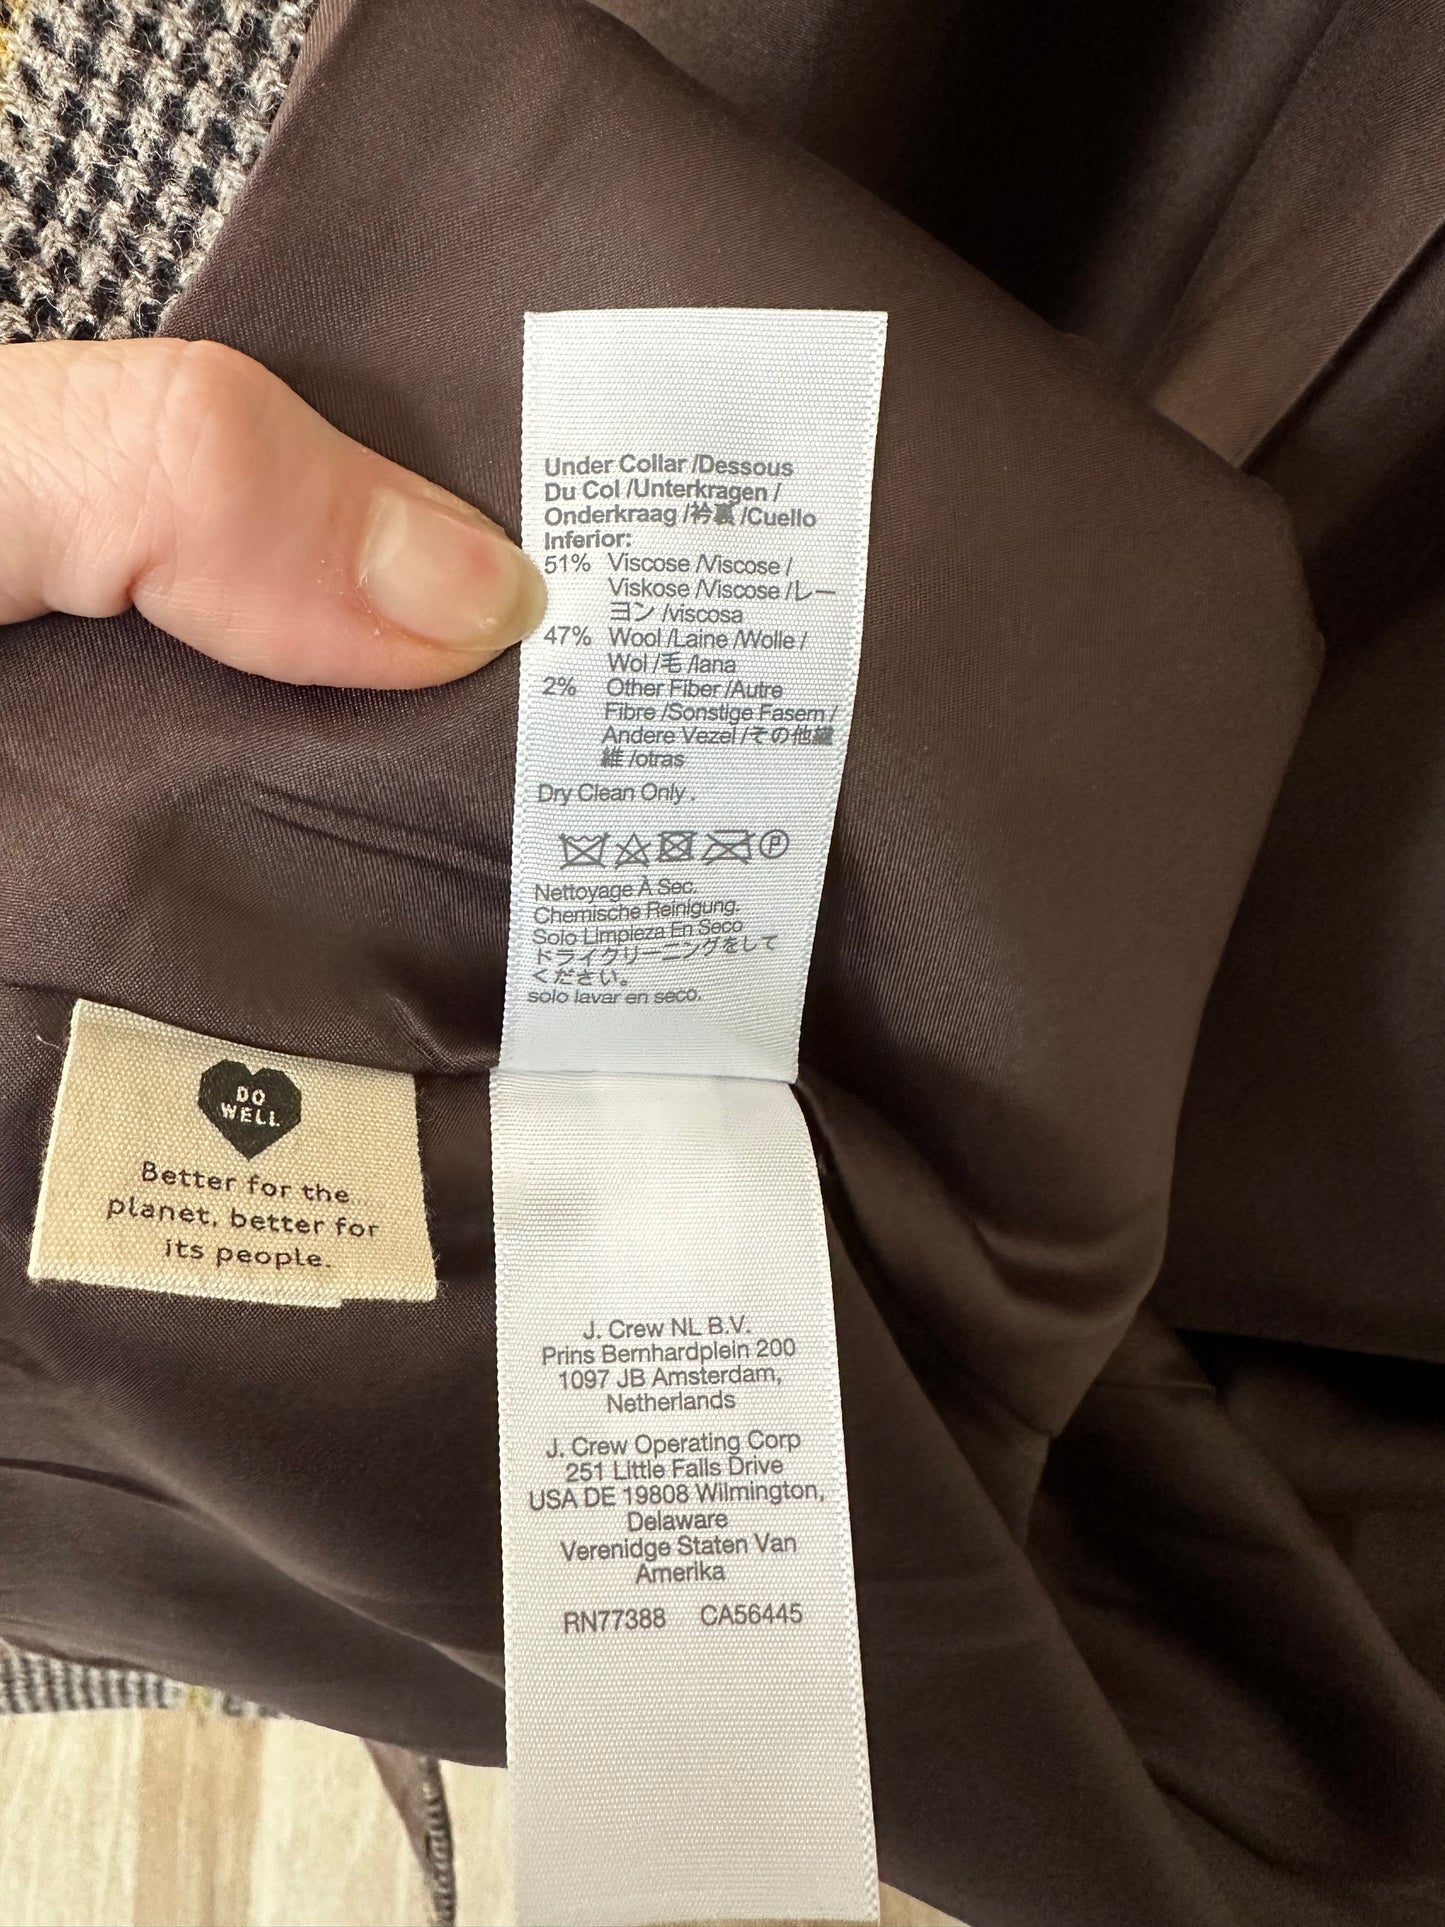 Under Collar /Dessous
Du Col /Unterkragen /
Onderkraag /衿裏 /Cuello
Inferior:
51% Viscose /Viscose /
Viskose /Viscose /レー
ヨン /viscosa
47% Wool /Laine /Wolle /
Wol /毛 /lana
2% Other Fiber /Autre
Fibre /Sonstige Fasern /
Andere Vezel /その他繊
維 /otras
Dry Clean Only .
P
Nettoyage À Sec.
Chemische Reinigung.
Solo Limpieza En Seco
ドライクリーニングをして
ください。
solo lavar en seco.
DO
WELL
Better for the
planet, better for
its people.
J. Crew NL B.V.
Prins Bernhardplein 200
1097 JB Amsterdam,
Netherlands
J. Crew Operating Corp
251 Little Falls Drive
USA DE 19808 Wilmington,
Delaware
Verenidge Staten Van
Amerika
RN77388 CA56445